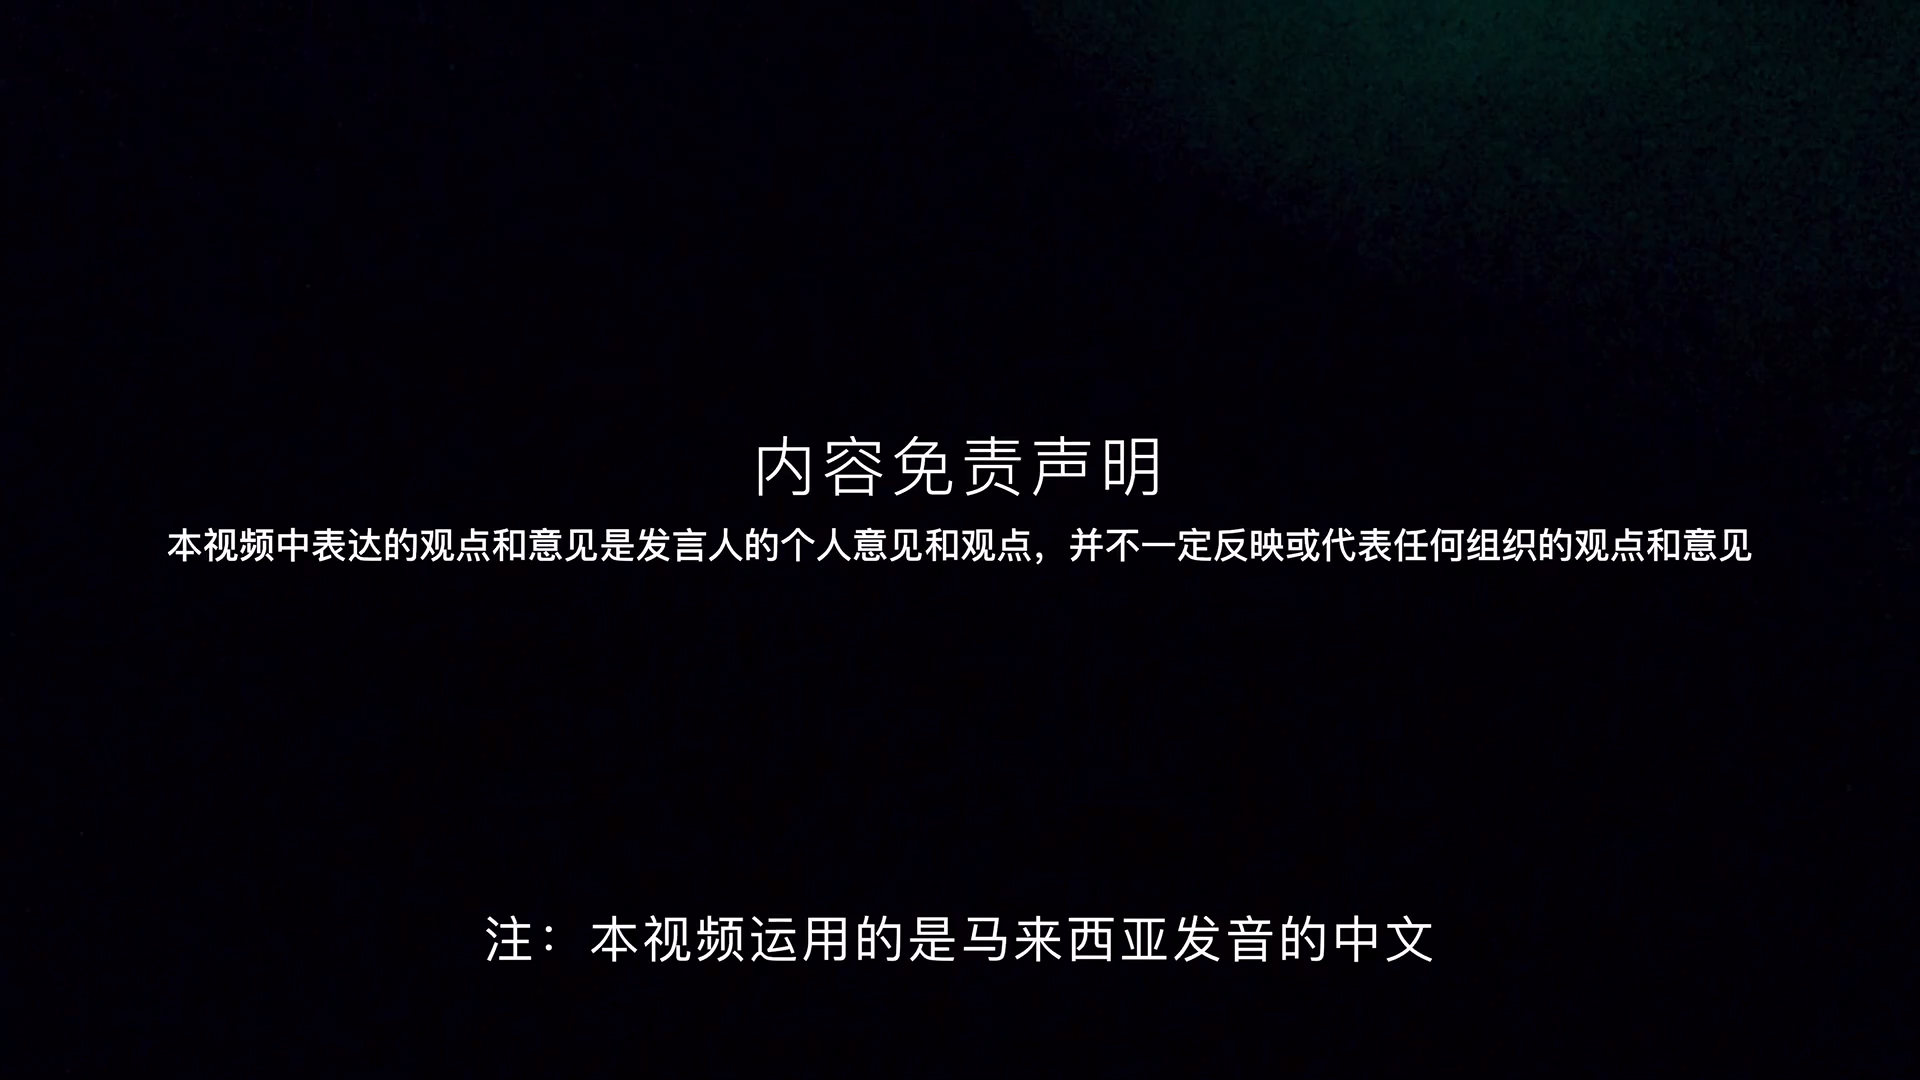 内容免责声明
本视频中表达的观点和意见是发言人的个人意见和观点，并不一定反映或代表任何组织的观点和意见
注：本视频运用的是马来西亚发音的中文